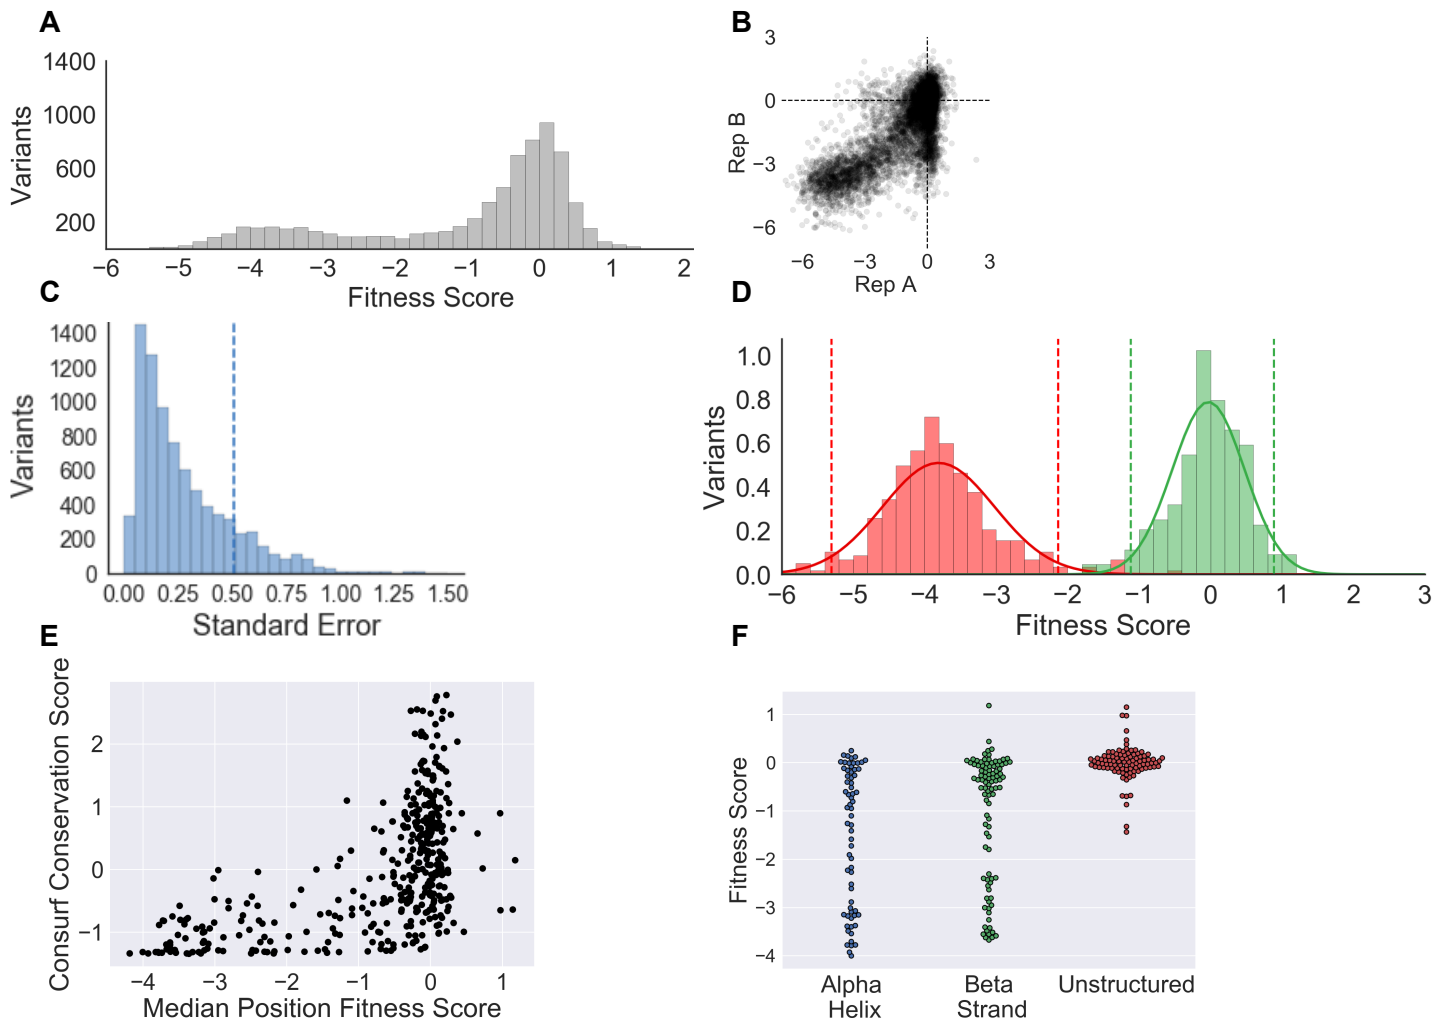 A
1400
1000
600
200
Variants
−6 −5 −4 −3 −2 −1 0 1 2
Fitness Score
B
3
0
−3
−6
Rep B
−6 −3 0 3
Rep A
C
1400
1200
1000
800
600
400
200
0
Variants
0.00 0.25 0.50 0.75 1.00 1.25 1.50
Standard Error
D
1.0
0.8
0.6
0.4
0.2
0.0
Variants
−6 −5 −4 −3 −2 −1 0 1 2 3
Fitness Score
E
2
1
0
−1
Consurf Conservation Score
−4 −3 −2 −1 0 1
Median Position Fitness Score
F
1
0
−1
−2
−3
−4
Fitness Score
Alpha Helix
Beta Strand
Unstructured